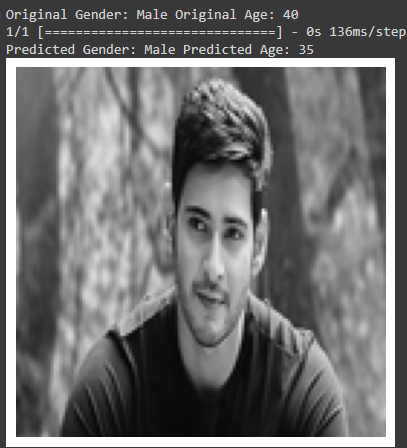 Original Gender: Male Original Age: 40
1/1 [==============================] - 0s 136ms/step
Predicted Gender: Male Predicted Age: 35